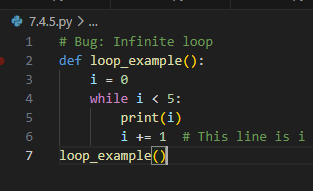 7.4.5.py > ...
1 # Bug: Infinite loop
2 def loop_example():
3 i = 0
4 while i < 5:
5 print(i)
6 i += 1 # This line is i
7 loop_example()